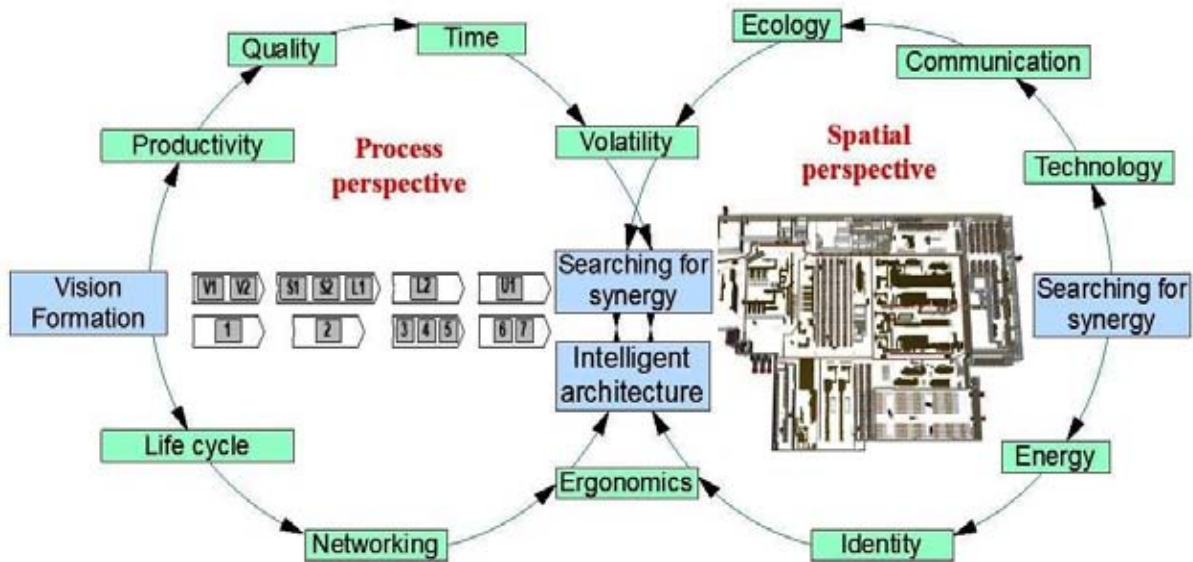 Quality
Time
Ecology
Communication
Productivity
Process
perspective
Volatility
Spatial
perspective
Technology
Vision
Formation
V1 V2 S1 S2 L1 L2 U1
1 2 3 4 5 6 7
Searching for
synergy
Intelligent
architecture
Searching for
synergy
Life cycle
Energy
Ergonomics
Networking
Identity